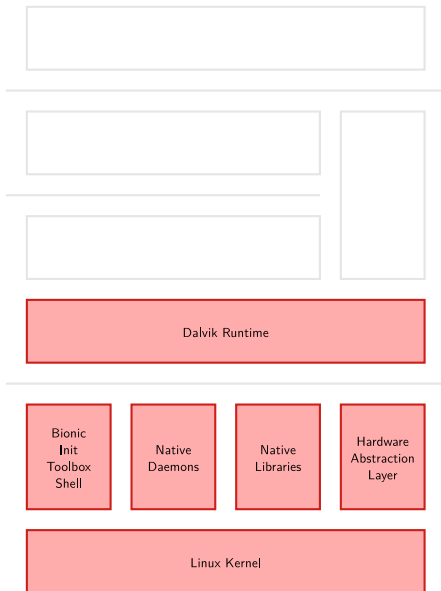 Dalvik Runtime
Bionic
Init
Toolbox
Shell
Native
Daemons
Native
Libraries
Hardware
Abstraction
Layer
Linux Kernel